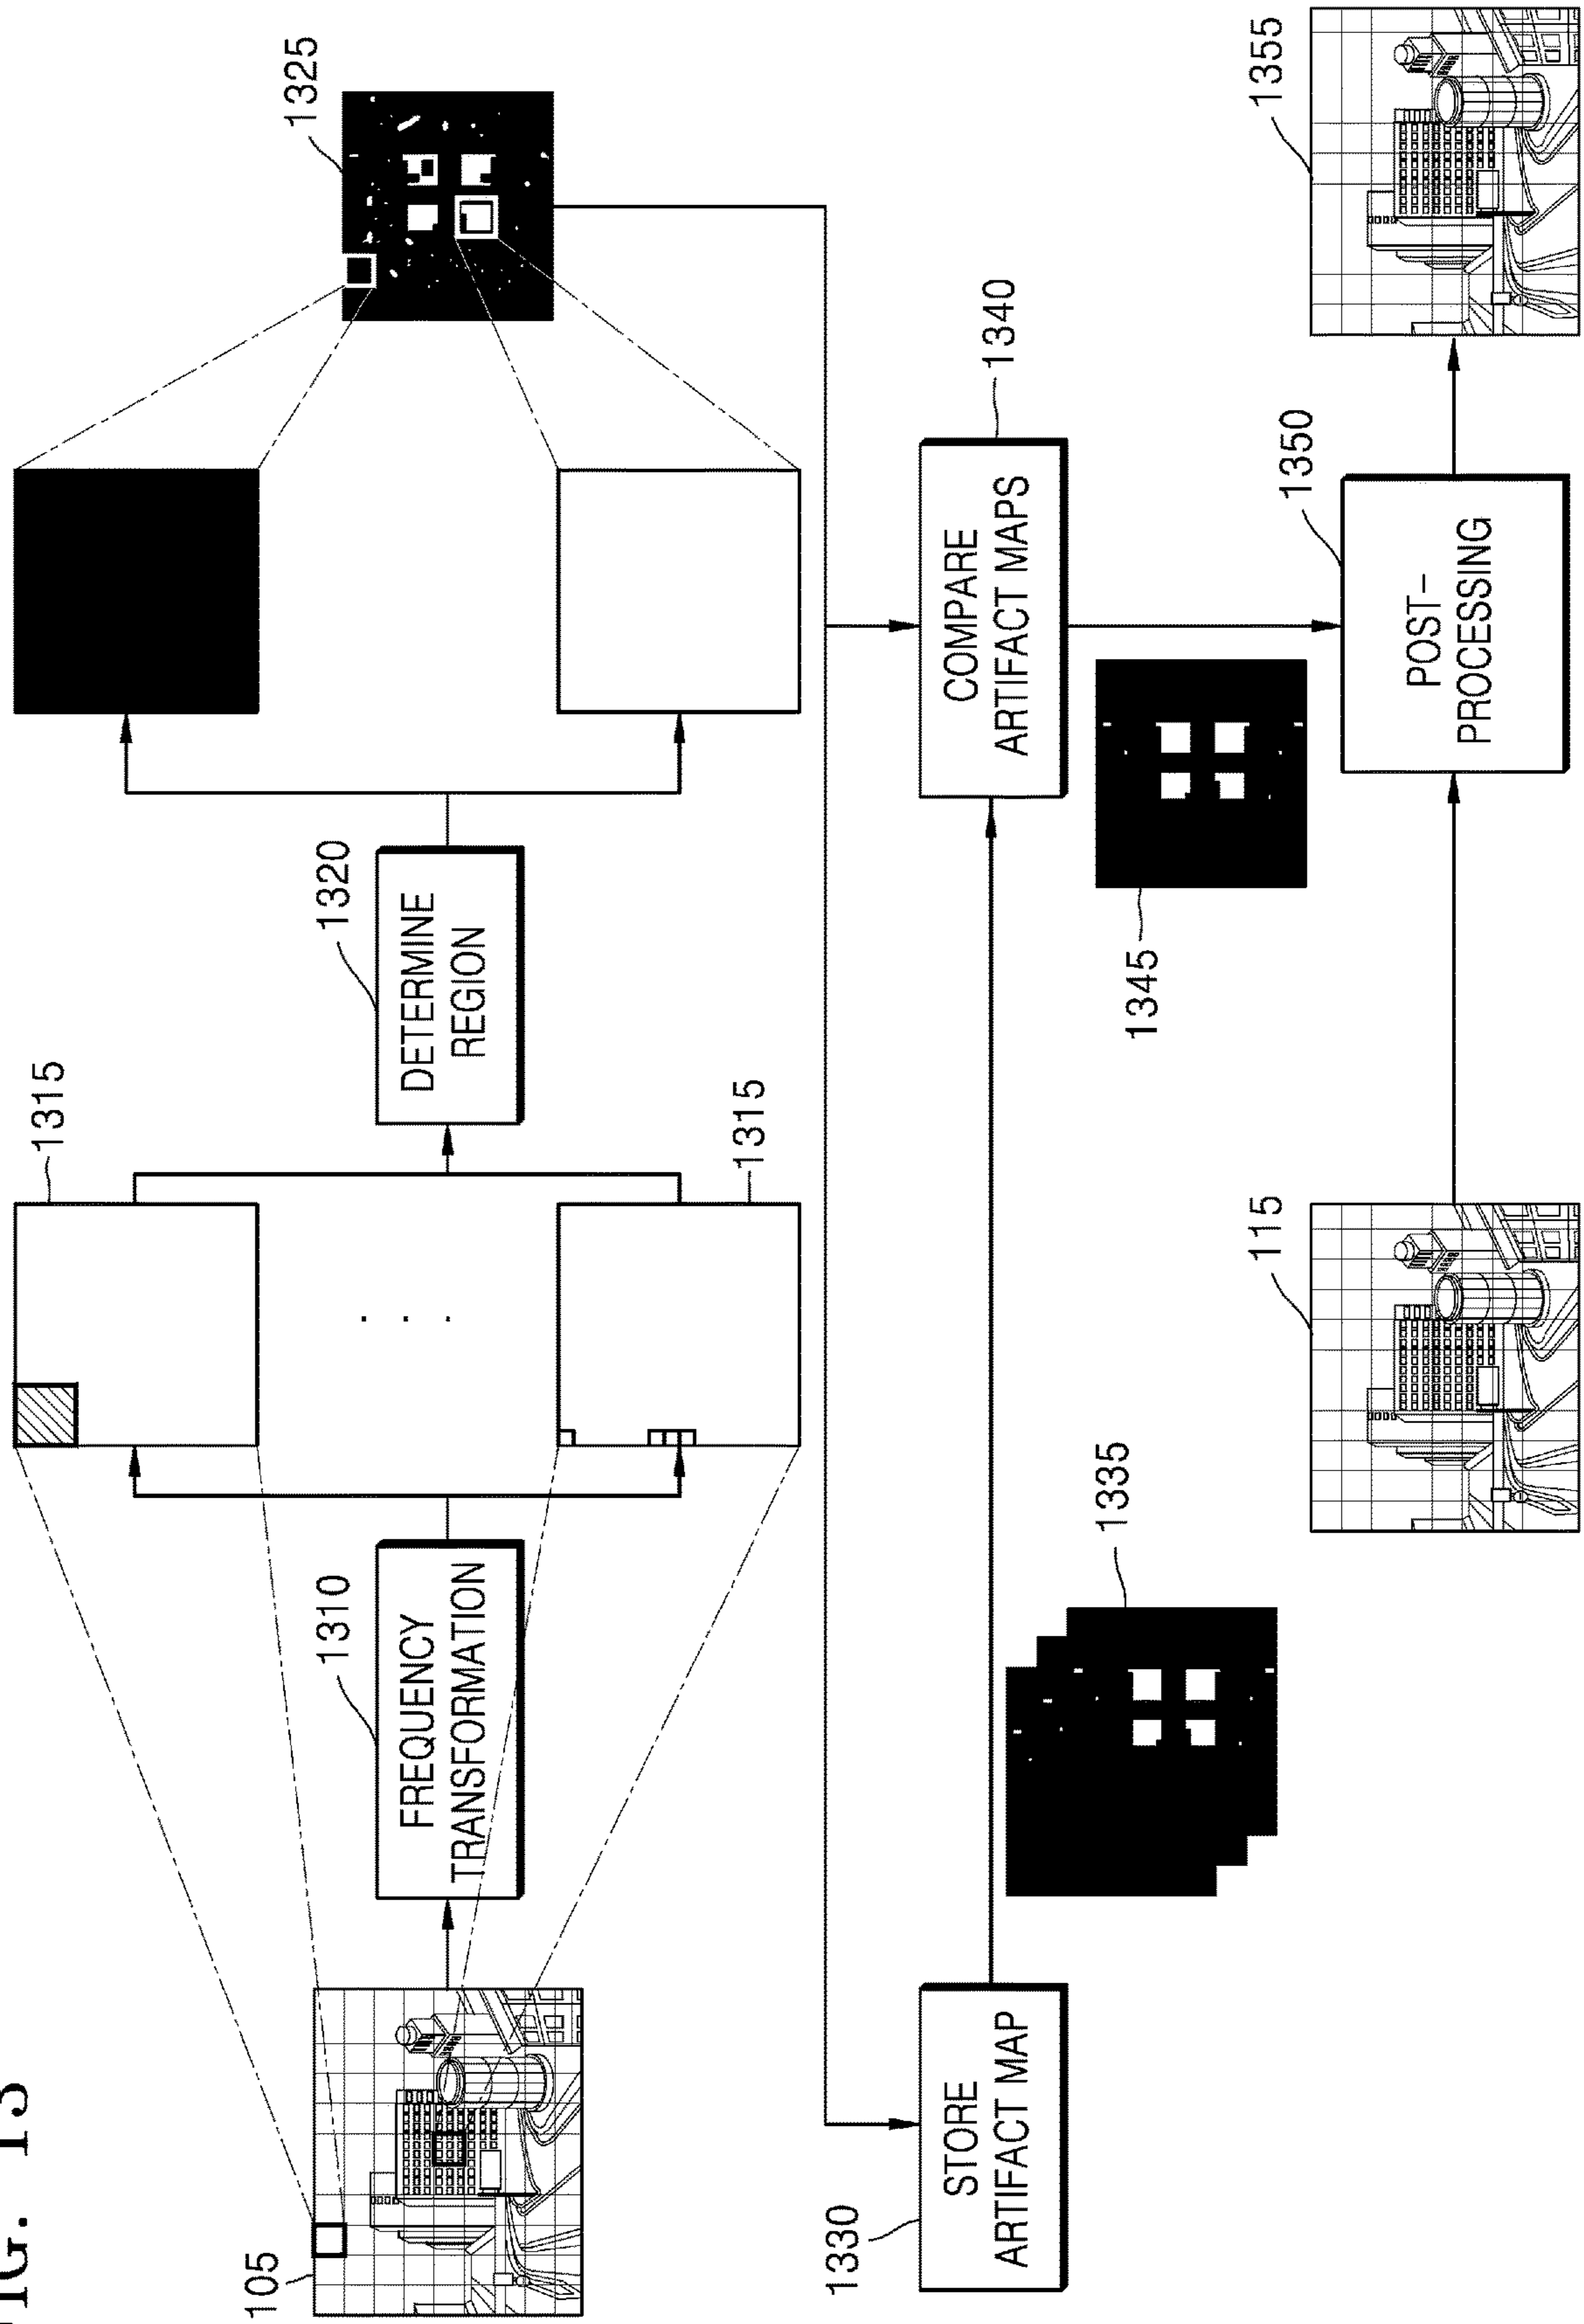 FIG. 13
105
1310
FREQUENCY
TRANSFORMATION
1315
1315
1320
DETERMINE
REGION
1325
1330
STORE
ARTIFACT MAP
1335
1340
COMPARE
ARTIFACT MAPS
1345
115
1350
POST-
PROCESSING
1355